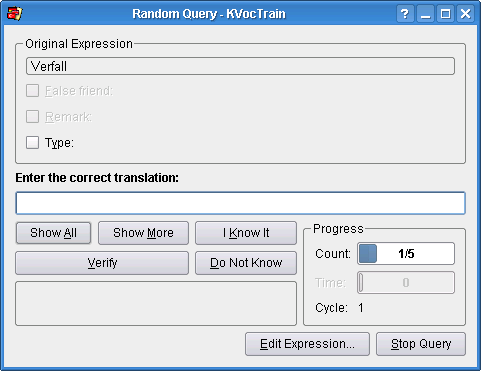 Random Query - KVocTrain
Original Expression
Verfall
False friend:
Remark:
Type:
Enter the correct translation:
Show All Show More I Know It
Verify Do Not Know
Progress
Count: 1/5
Time: 0
Cycle: 1
Edit Expression... Stop Query